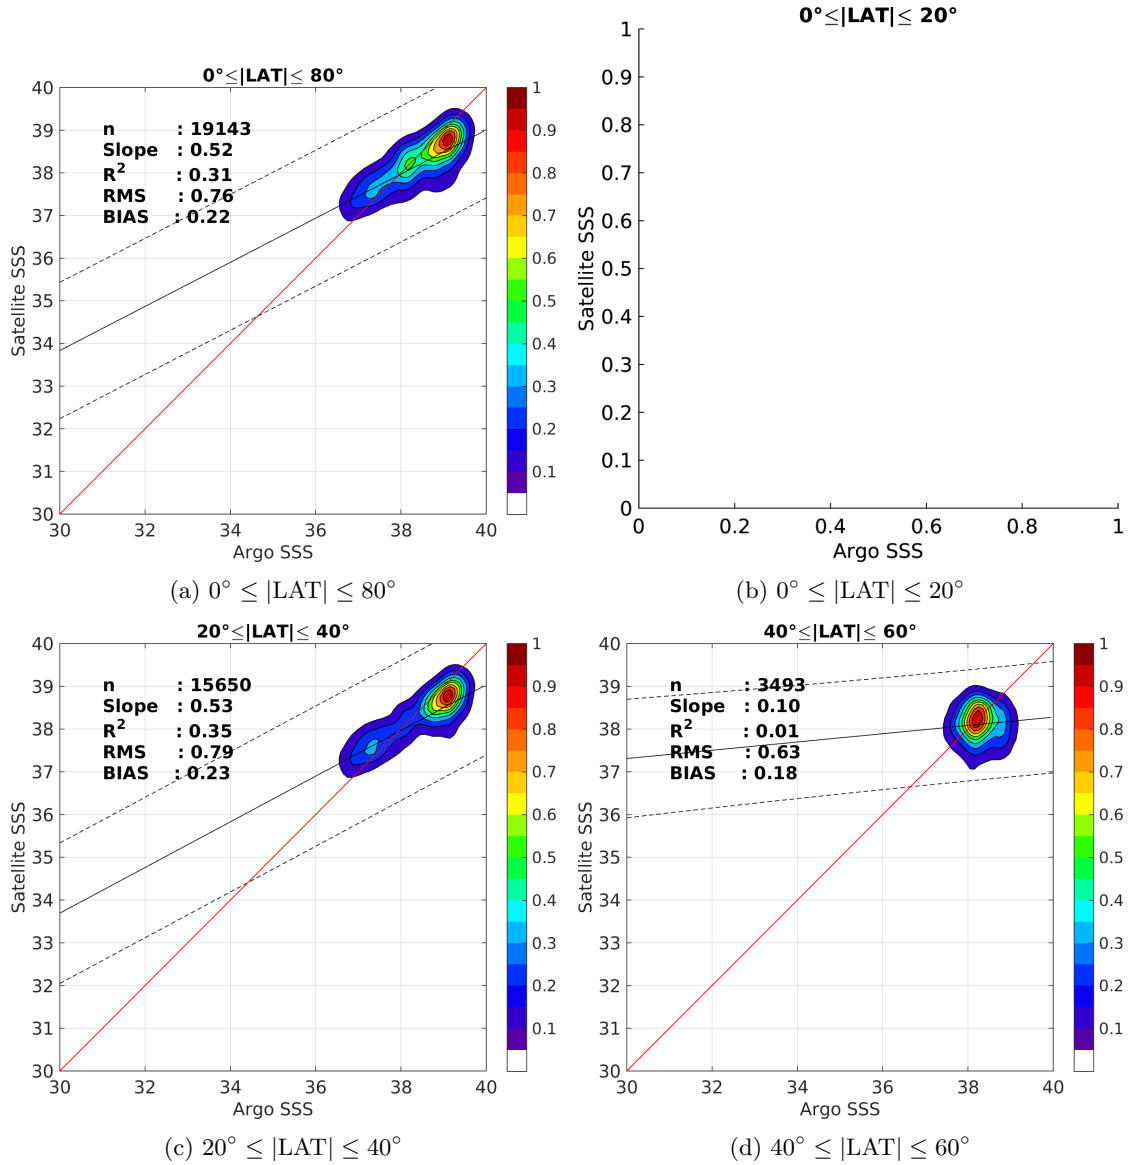 0°≤|LAT|≤ 80°
40
39
38
37
36
35
34
33
32
31
30
Satellite SSS
n : 19143
Slope : 0.52
R² : 0.31
RMS : 0.76
BIAS : 0.22
30 32 34 36 38 40
Argo SSS
1
0.9
0.8
0.7
0.6
0.5
0.4
0.3
0.2
0.1
(a) 0° ≤ |LAT| ≤ 80°
0°≤|LAT|≤ 20°
1
0.9
0.8
0.7
0.6
0.5
0.4
0.3
0.2
0.1
0
Satellite SSS
0 0.2 0.4 0.6 0.8 1
Argo SSS
(b) 0° ≤ |LAT| ≤ 20°
20°≤|LAT|≤ 40°
40
39
38
37
36
35
34
33
32
31
30
Satellite SSS
n : 15650
Slope : 0.53
R² : 0.35
RMS : 0.79
BIAS : 0.23
30 32 34 36 38 40
Argo SSS
1
0.9
0.8
0.7
0.6
0.5
0.4
0.3
0.2
0.1
(c) 20° ≤ |LAT| ≤ 40°
40°≤|LAT|≤ 60°
40
39
38
37
36
35
34
33
32
31
30
Satellite SSS
n : 3493
Slope : 0.10
R² : 0.01
RMS : 0.63
BIAS : 0.18
30 32 34 36 38 40
Argo SSS
1
0.9
0.8
0.7
0.6
0.5
0.4
0.3
0.2
0.1
(d) 40° ≤ |LAT| ≤ 60°